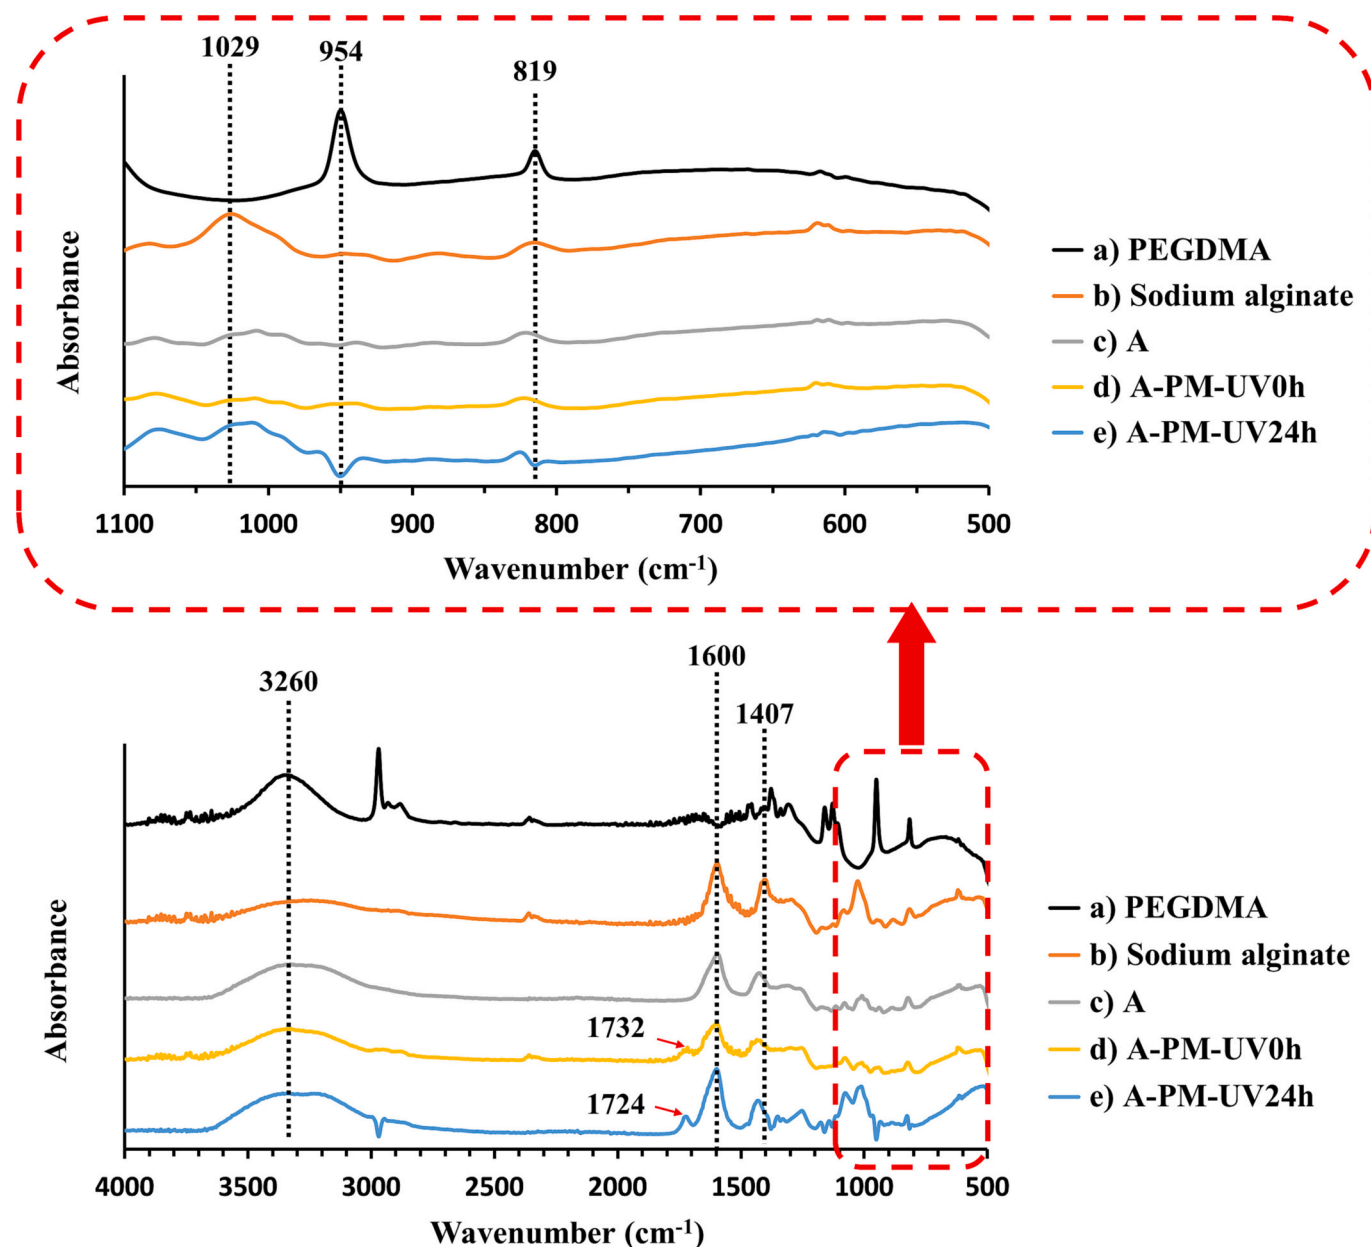 1029
954
819
Absorbance
a) PEGDMA
b) Sodium alginate
c) A
d) A-PM-UV0h
e) A-PM-UV24h
1100 1000 900 800 700 600 500
Wavenumber (cm⁻¹)
3260
1600
1407
Absorbance
1732
1724
a) PEGDMA
b) Sodium alginate
c) A
d) A-PM-UV0h
e) A-PM-UV24h
4000 3500 3000 2500 2000 1500 1000 500
Wavenumber (cm⁻¹)